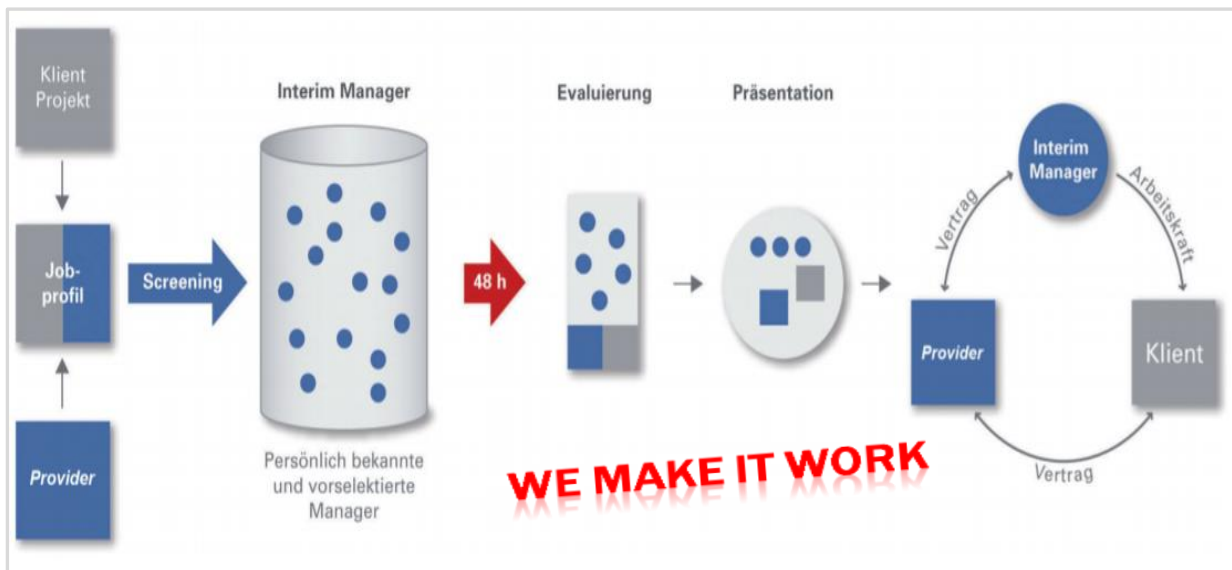 Klient
Projekt
Job-
profil
Provider
Screening
Interim Manager
Persönlich bekannte
und vorselektierte
Manager
48 h
Evaluierung
Präsentation
Interim
Manager
Vertrag
Arbeitskraft
Provider
Klient
Vertrag
WE MAKE IT WORK